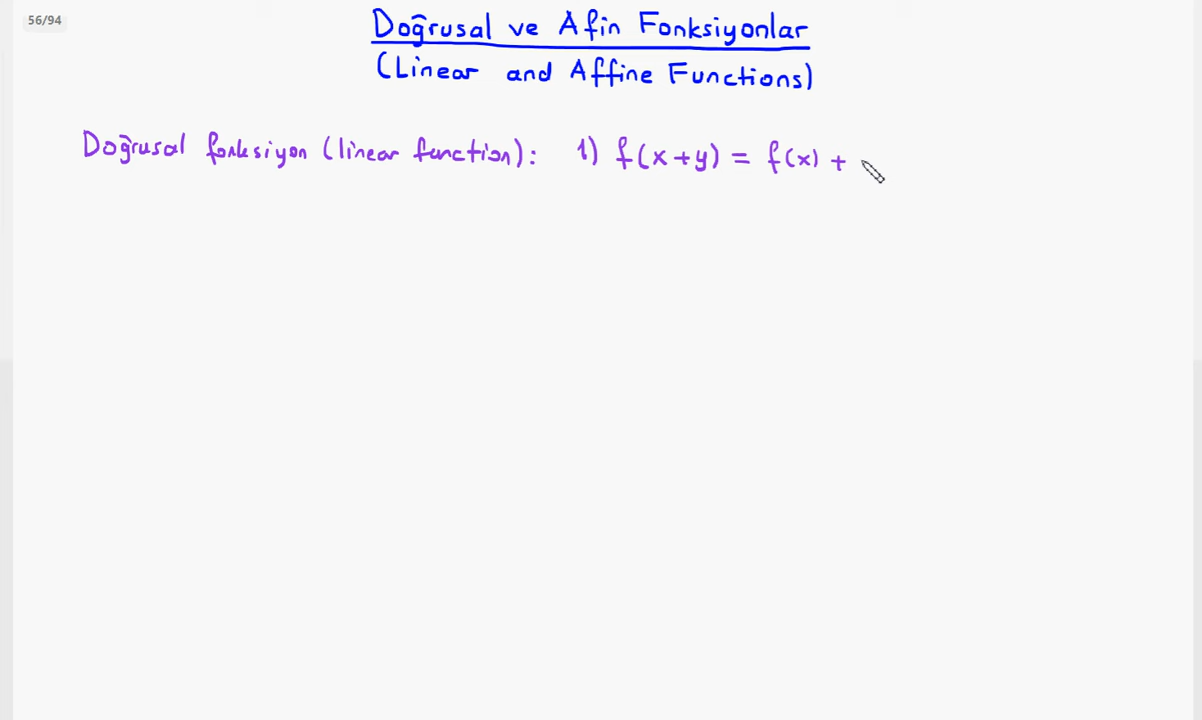 56/94
Doğrusal ve Afin Fonksiyonlar
(Linear and Affine Functions)
Doğrusal fonksiyon (linear function): 1) f(x+y) = f(x) +